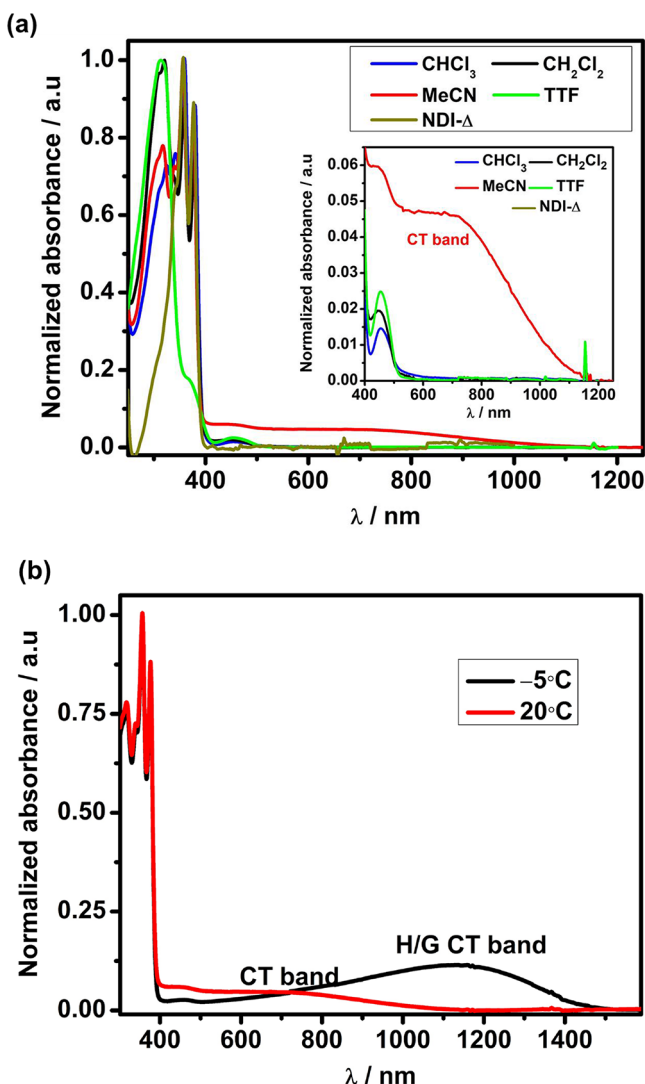 (a)
Normalized absorbance / a.u
1.0
0.8
0.6
0.4
0.2
0.0
400
600
800
1000
1200
λ / nm
CHCl₃
CH₂Cl₂
MeCN
TTF
NDI-Δ
Normalized absorbance / a.u
0.06
0.05
0.04
0.03
0.02
0.01
0.00
400
600
800
1000
1200
λ / nm
CHCl₃
CH₂Cl₂
MeCN
TTF
NDI-Δ
CT band
(b)
Normalized absorbance / a.u
1.00
0.75
0.50
0.25
0.00
400
600
800
1000
1200
1400
λ / nm
−5°C
20°C
CT band
H/G CT band